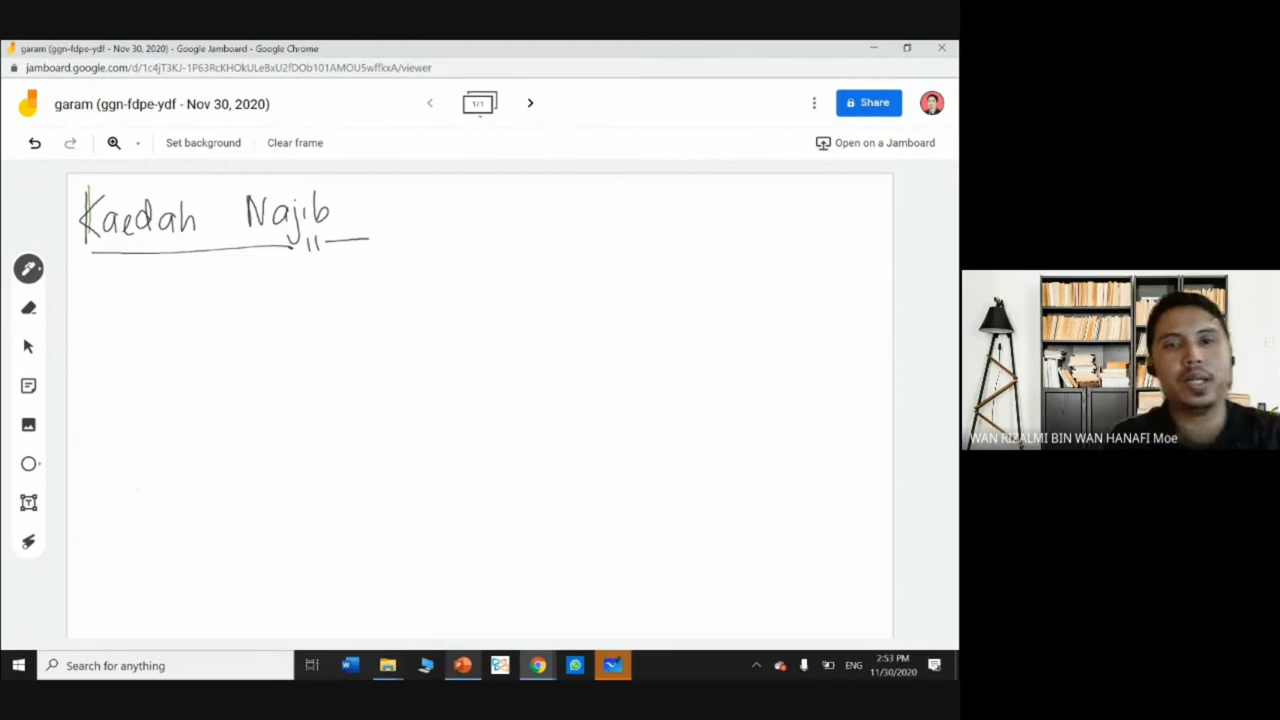 garam (ggn-fdpe-ydf - Nov 30, 2020) - Google Jamboard - Google Chrome
garam (ggn-fdpe-ydf - Nov 30, 2020)
1/1
Share
Set background
Clear frame
Open on a Jamboard
Kaedah Najib
WAN RIZALMI BIN WAN HANAFI Moe
Search for anything
ENG
2:53 PM
11/30/2020